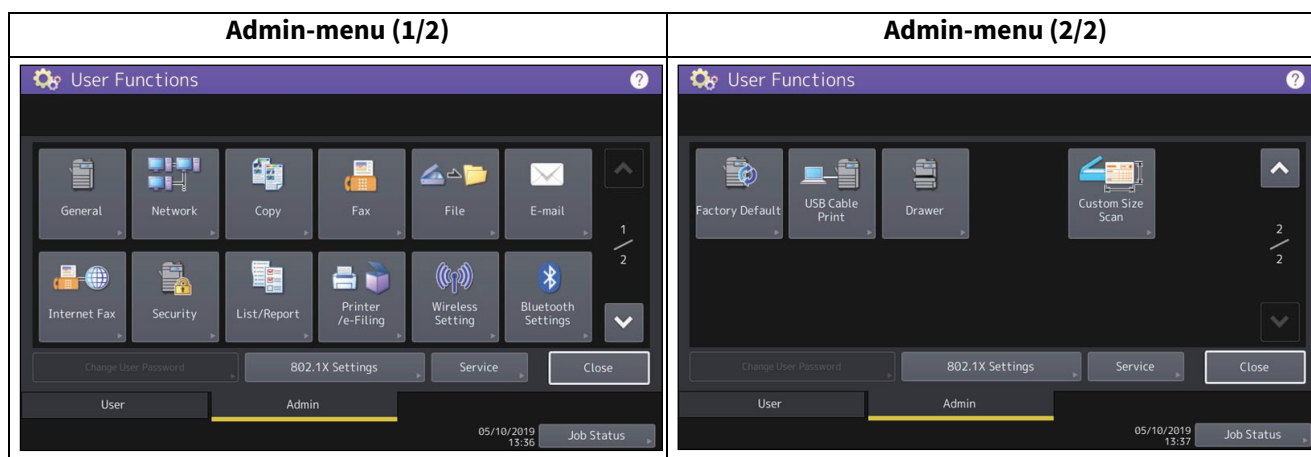 Admin-menu (1/2)
Admin-menu (2/2)
User Functions ?
General Network Copy Fax File E-mail
1
2
Internet Fax Security List/Report Printer /e-Filing Wireless Setting Bluetooth Settings
Change User Password 802.1X Settings Service Close
User Admin
05/10/2019
13:36
Job Status
User Functions ?
Factory Default USB Cable Print Drawer Custom Size Scan
2
2
Change User Password 802.1X Settings Service Close
User Admin
05/10/2019
13:37
Job Status